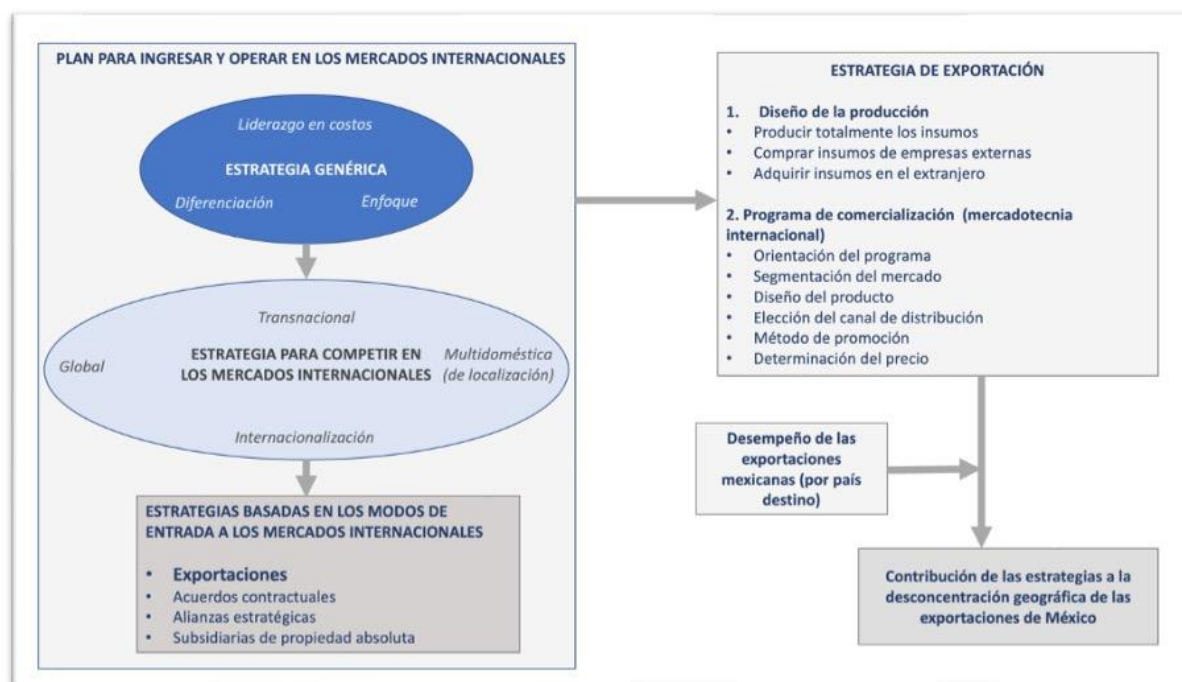 PLAN PARA INGRESAR Y OPERAR EN LOS MERCADOS INTERNACIONALES
Liderazgo en costos
ESTRATEGIA GENÉRICA
Diferenciación
Enfoque
Transnacional
Global
ESTRATEGIA PARA COMPETIR EN
LOS MERCADOS INTERNACIONALES
Multidoméstica
(de localización)
Internacionalización
ESTRATEGIAS BASADAS EN LOS MODOS DE
ENTRADA A LOS MERCADOS INTERNACIONALES
• Exportaciones
• Acuerdos contractuales
• Alianzas estratégicas
• Subsidiarias de propiedad absoluta
ESTRATEGIA DE EXPORTACIÓN
1. Diseño de la producción
• Producir totalmente los insumos
• Comprar insumos de empresas externas
• Adquirir insumos en el extranjero
2. Programa de comercialización (mercadotecnia
internacional)
• Orientación del programa
• Segmentación del mercado
• Diseño del producto
• Elección del canal de distribución
• Método de promoción
• Determinación del precio
Desempeño de las
exportaciones
mexicanas (por país
destino)
Contribución de las estrategias a la
desconcentración geográfica de las
exportaciones de México